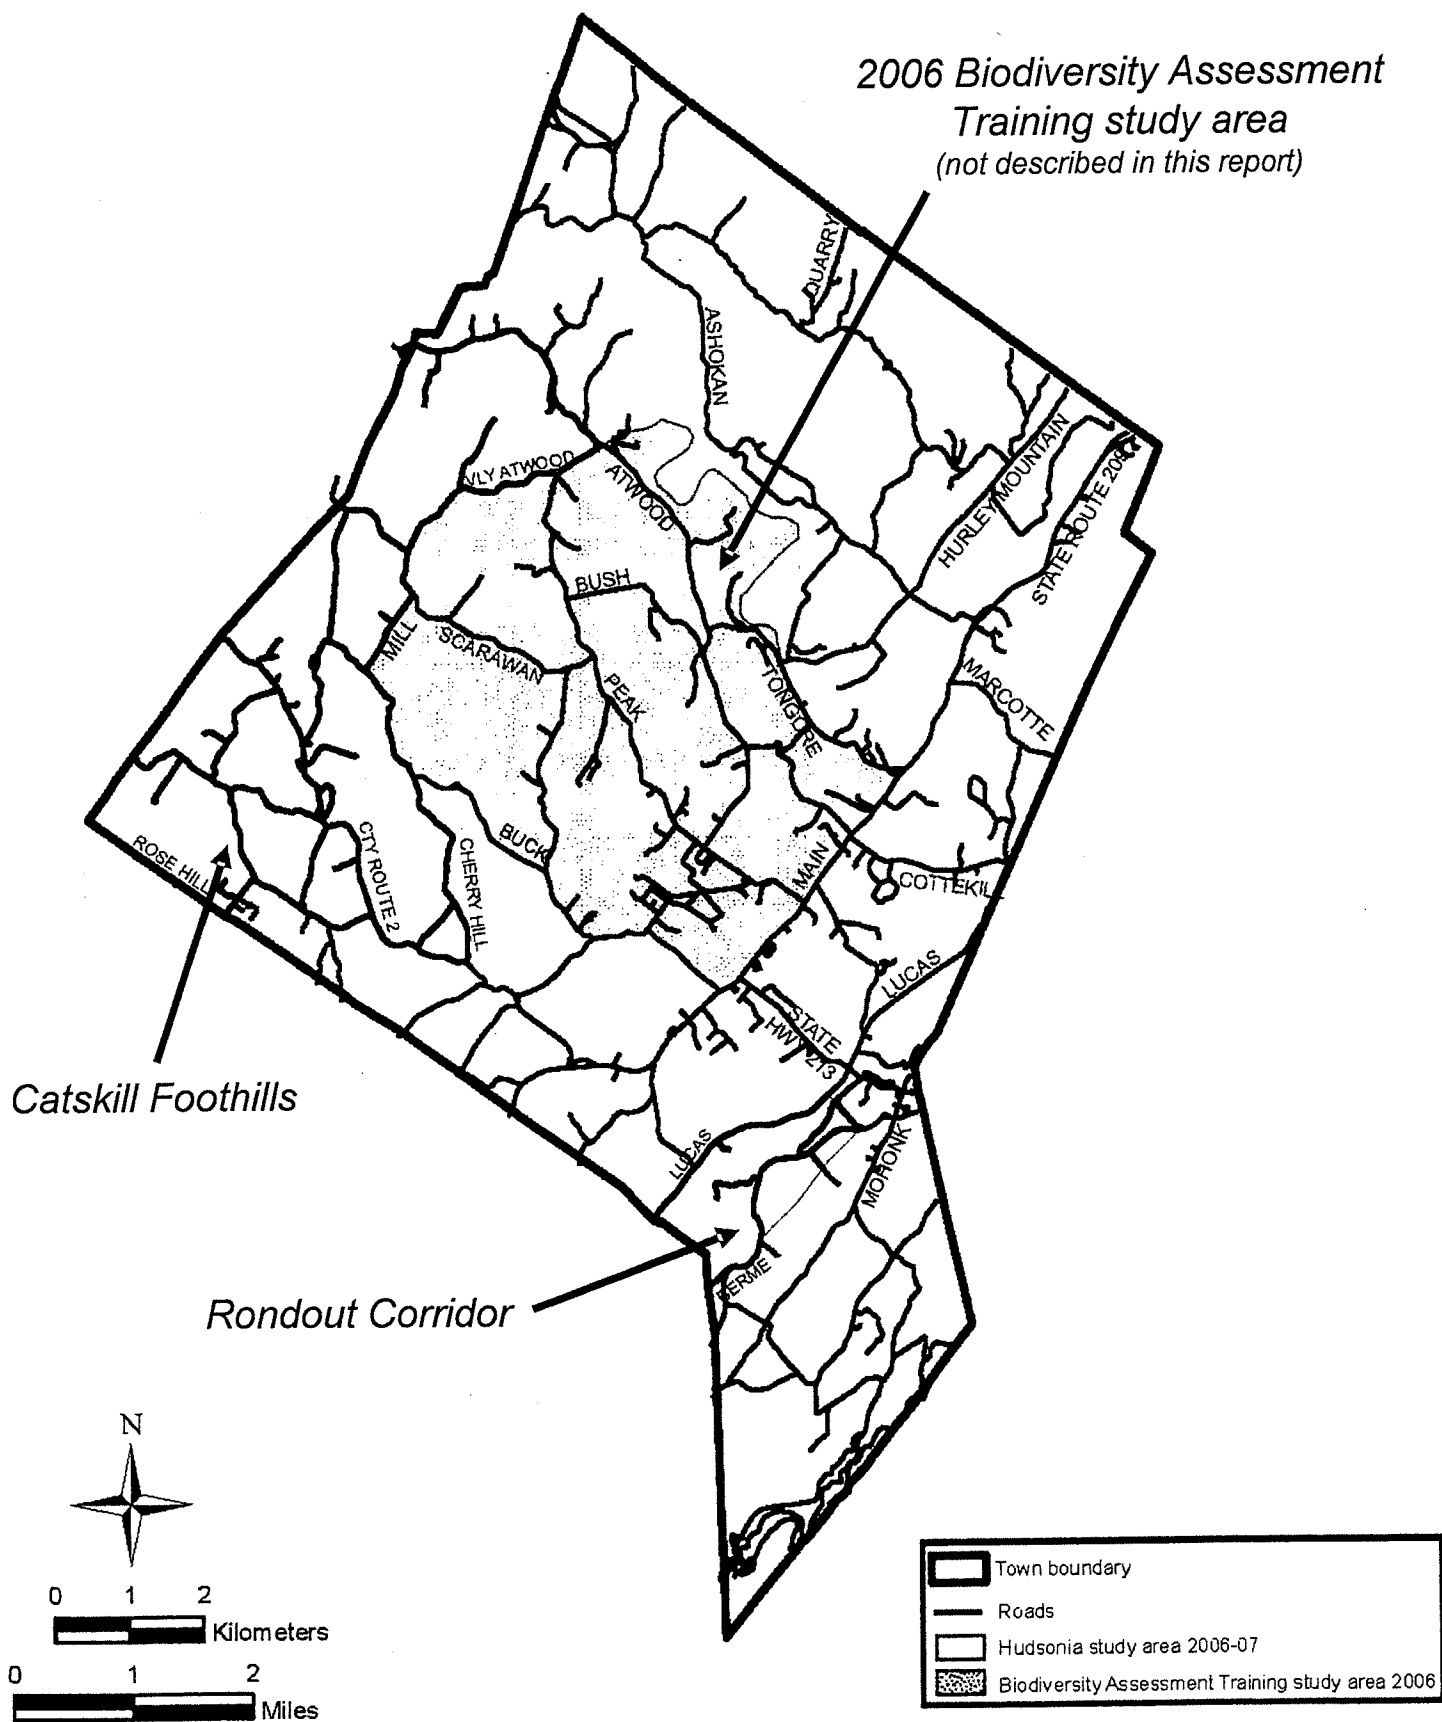 2006 Biodiversity Assessment
Training study area
(not described in this report)
QUARRY
ASHOKAN
HURLEY MOUNTAIN
STATE ROUTE 209
VLY ATWOOD
ATWOOD
BUSH
MILL
SCARAWAN
PEAK
TONGORE
MARCOTTE
ROSE HILL
CTY ROUTE 2
CHERRY HILL
BUCK
MAIN
COTTEKIL
LUCAS
STATE
HWY 213
Catskill Foothills
LUCAS
MOHONK
BERME
Rondout Corridor
N
0 1 2
Kilometers
0 1 2
Miles
Town boundary
Roads
Hudsonia study area 2006-07
Biodiversity Assessment Training study area 2006